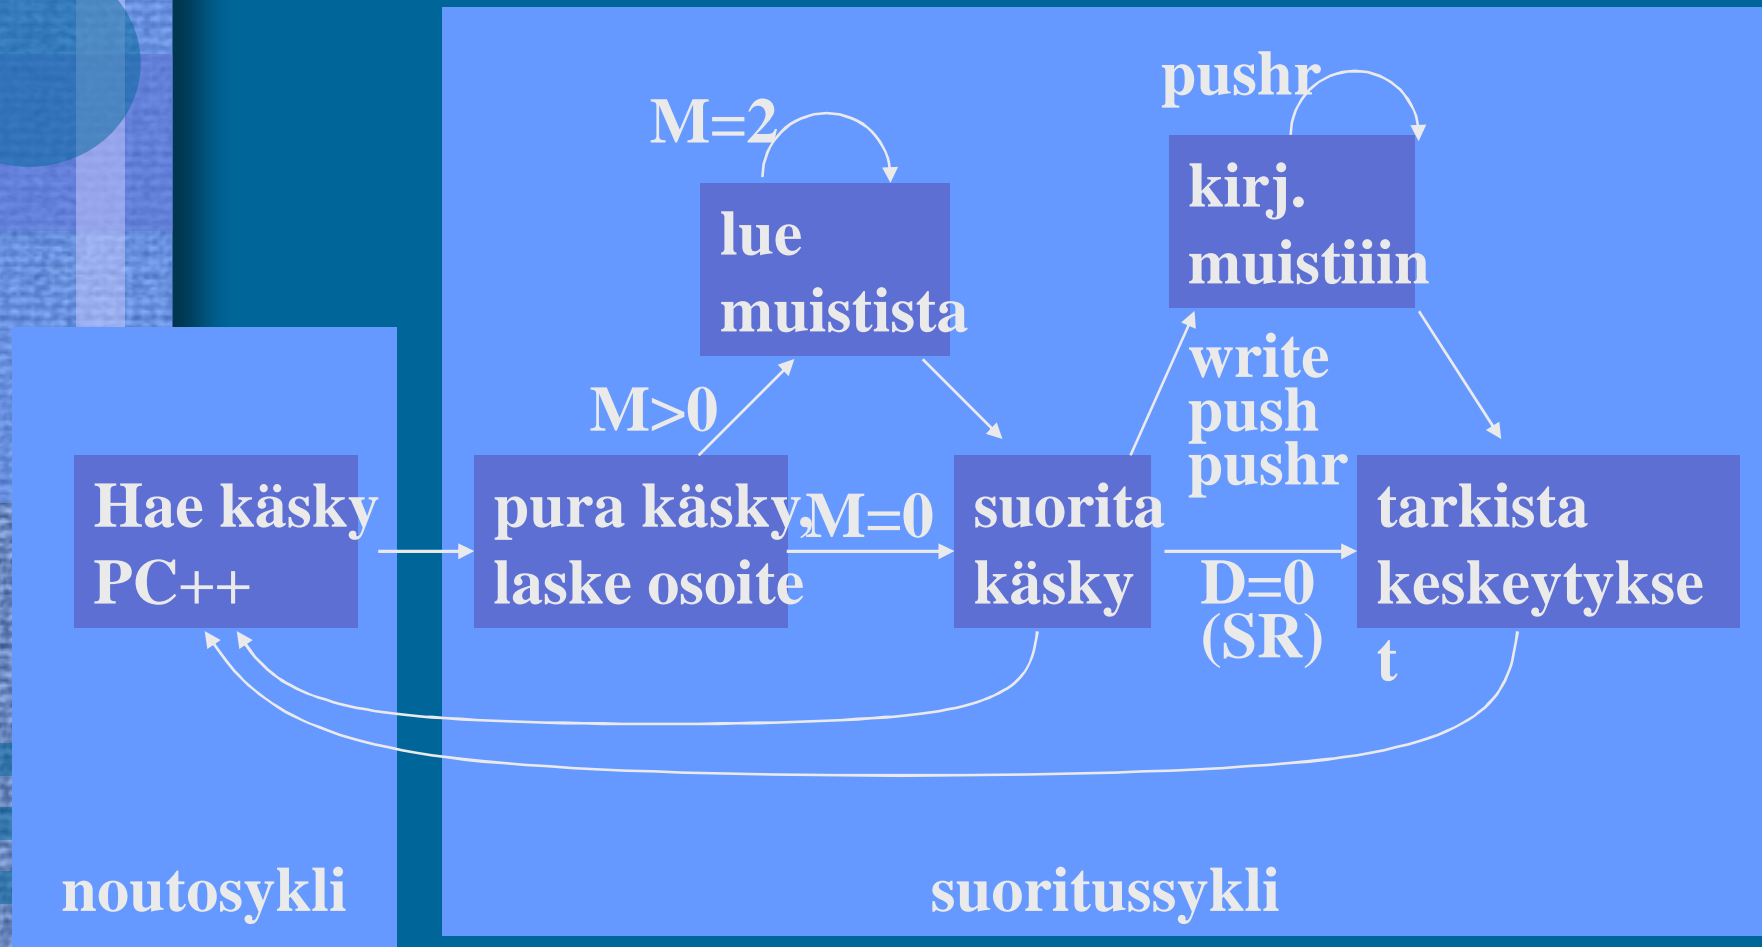 pushr
M=2
kirj.
muistiiin
lue
muistista
write
push
pushr
M>0
Hae käsky
PC++
pura käsky,
laske osoite
M=0
suorita
käsky
D=0
(SR)
tarkista
keskeytykse
t
noutosykli
suoritussykli